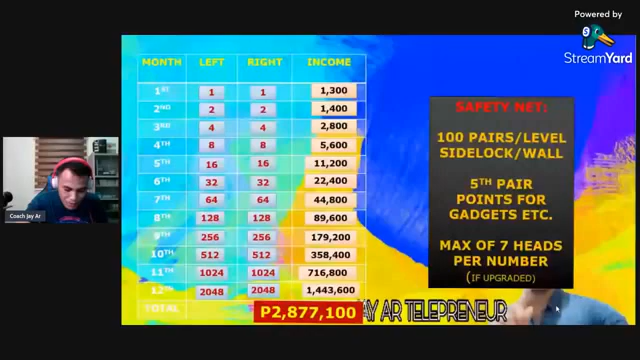 Powered by
StreamYard
MONTH LEFT RIGHT INCOME
1ST 1 1 1,300
2ND 2 2 1,400
3RD 4 4 2,800
4TH 8 8 5,600
5TH 16 16 11,200
6TH 32 32 22,400
7TH 64 64 44,800
8TH 128 128 89,600
9TH 256 256 179,200
10TH 512 512 358,400
11TH 1024 1024 716,800
12TH 2048 2048 1,443,600
TOTAL P2,877,100
SAFETY NET:
100 PAIRS/LEVEL
SIDELOCK/WALL
5TH PAIR
POINTS FOR
GADGETS ETC.
MAX OF 7 HEADS
PER NUMBER
(IF UPGRADED)
AY AR TELEPRENEUR
Coach Jay Ar